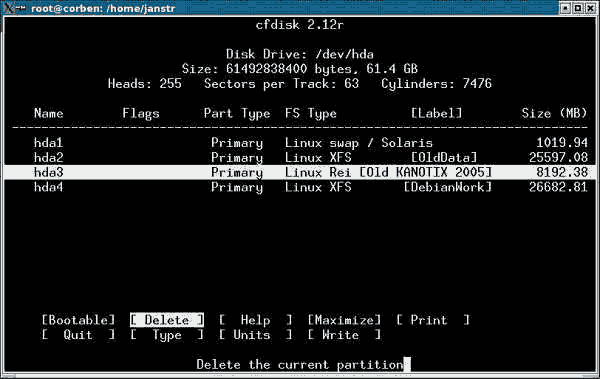 root@corben: /home/janstr
cfdisk 2.12r
Disk Drive: /dev/hda
Size: 61492838400 bytes, 61.4 GB
Heads: 255 Sectors per Track: 63 Cylinders: 7476
Name Flags Part Type FS Type [Label] Size (MB)
hda1 Primary Linux swap / Solaris 1019.94
hda2 Primary Linux XFS [OldData] 25597.08
hda3 Primary Linux Rei [Old KANOTIX 2005] 8192.38
hda4 Primary Linux XFS [DebianWork] 26682.81
[Bootable] [ Delete ] [ Help ] [Maximize] [ Print ]
[ Quit ] [ Type ] [ Units ] [ Write ]
Delete the current partition